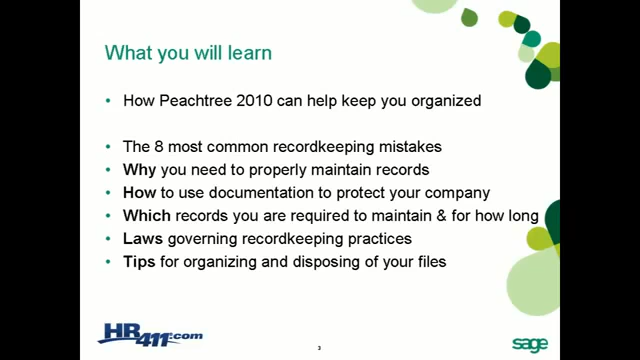 What you will learn
• How Peachtree 2010 can help keep you organized
• The 8 most common recordkeeping mistakes
• Why you need to properly maintain records
• How to use documentation to protect your company
• Which records you are required to maintain & for how long
• Laws governing recordkeeping practices
• Tips for organizing and disposing of your files
HR411.com
3
sage